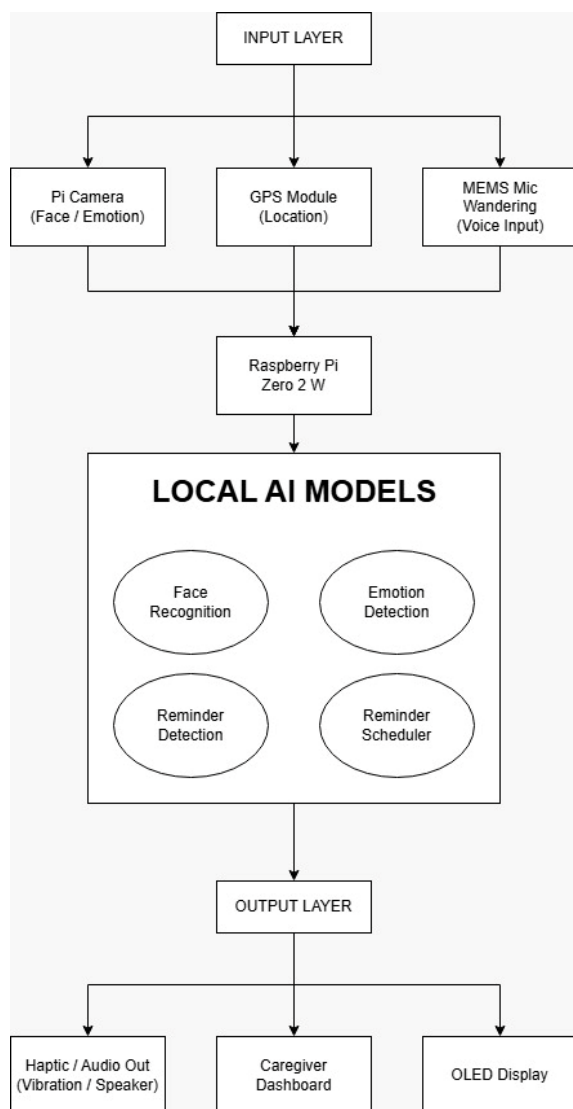 INPUT LAYER
Pi Camera
(Face / Emotion)
GPS Module
(Location)
MEMS Mic
Wandering
(Voice Input)
Raspberry Pi
Zero 2 W
LOCAL AI MODELS
Face
Recognition
Emotion
Detection
Reminder
Detection
Reminder
Scheduler
OUTPUT LAYER
Haptic / Audio Out
(Vibration / Speaker)
Caregiver
Dashboard
OLED Display